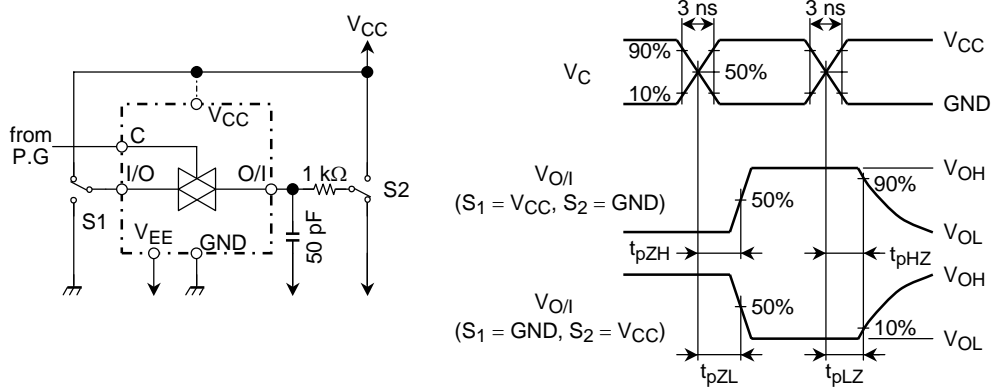 V_CC
from
P.G
C
V_CC
I/O
O/I
1 kΩ
S1
S2
V_EE
GND
50 pF
3 ns
3 ns
V_C
90%
10%
50%
V_CC
GND
V_O/I
(S_1 = V_CC, S_2 = GND)
50%
90%
V_OH
V_OL
t_pZH
t_pHZ
V_O/I
(S_1 = GND, S_2 = V_CC)
50%
10%
V_OH
V_OL
t_pZL
t_pLZ